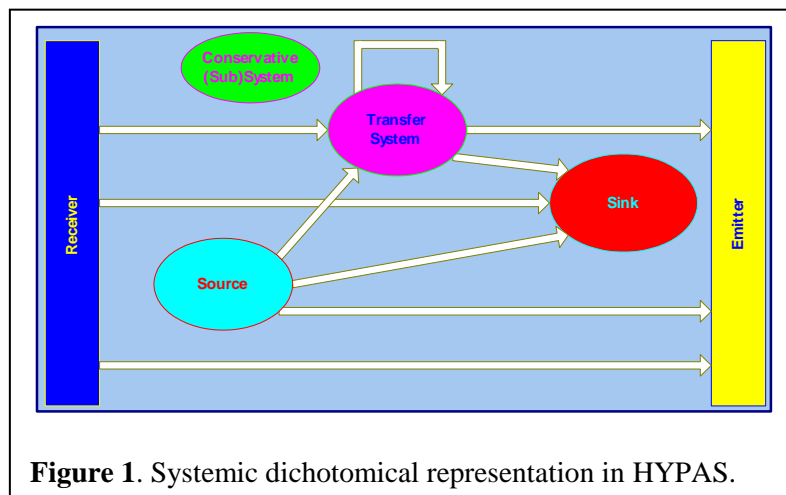 Conservative
(Sub)System
Transfer
System
Sink
Receiver
Emitter
Source
Figure 1. Systemic dichotomical representation in HYPAS.